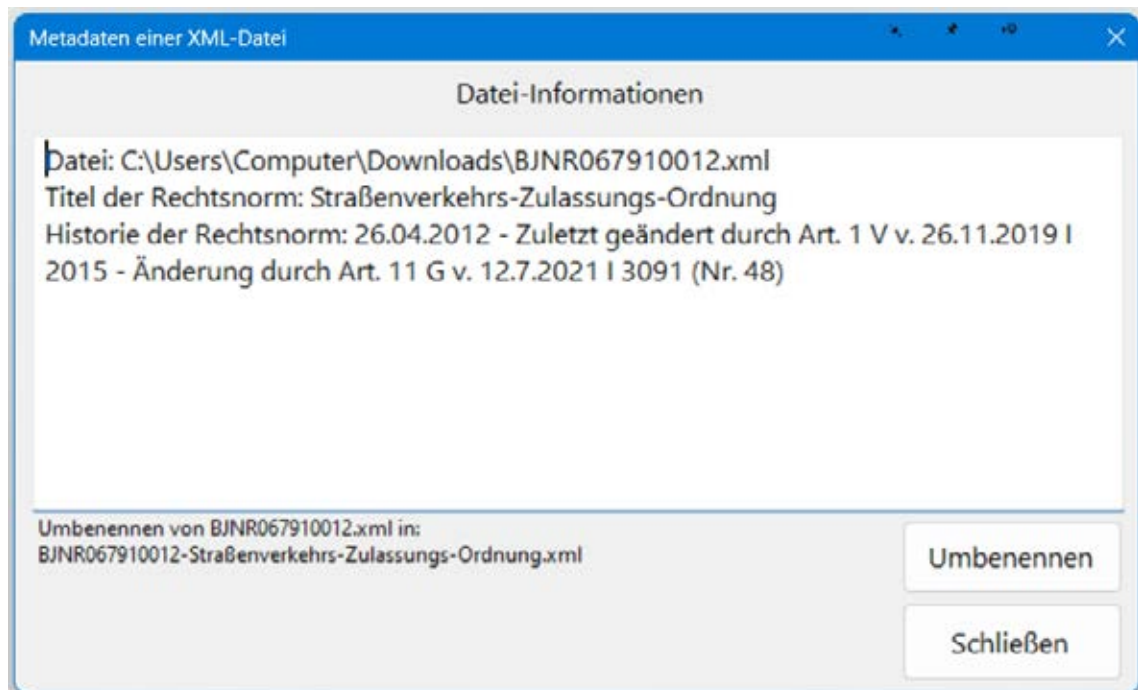 Metadaten einer XML-Datei
Datei-Informationen
Datei: C:\Users\Computer\Downloads\BJNR067910012.xml
Titel der Rechtsnorm: Straßenverkehrs-Zulassungs-Ordnung
Historie der Rechtsnorm: 26.04.2012 - Zuletzt geändert durch Art. 1 V v. 26.11.2019 I
2015 - Änderung durch Art. 11 G v. 12.7.2021 I 3091 (Nr. 48)
Umbenennen von BJNR067910012.xml in:
BJNR067910012-Straßenverkehrs-Zulassungs-Ordnung.xml
Umbenennen
Schließen